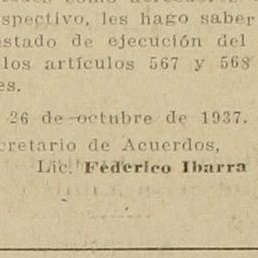 spectivo, les hago saber
estado de ejecución del
los artículos 567 y 568
es.
26 de octubre de 1937.
cretario de Acuerdos,
Lic. Federico Ibarra